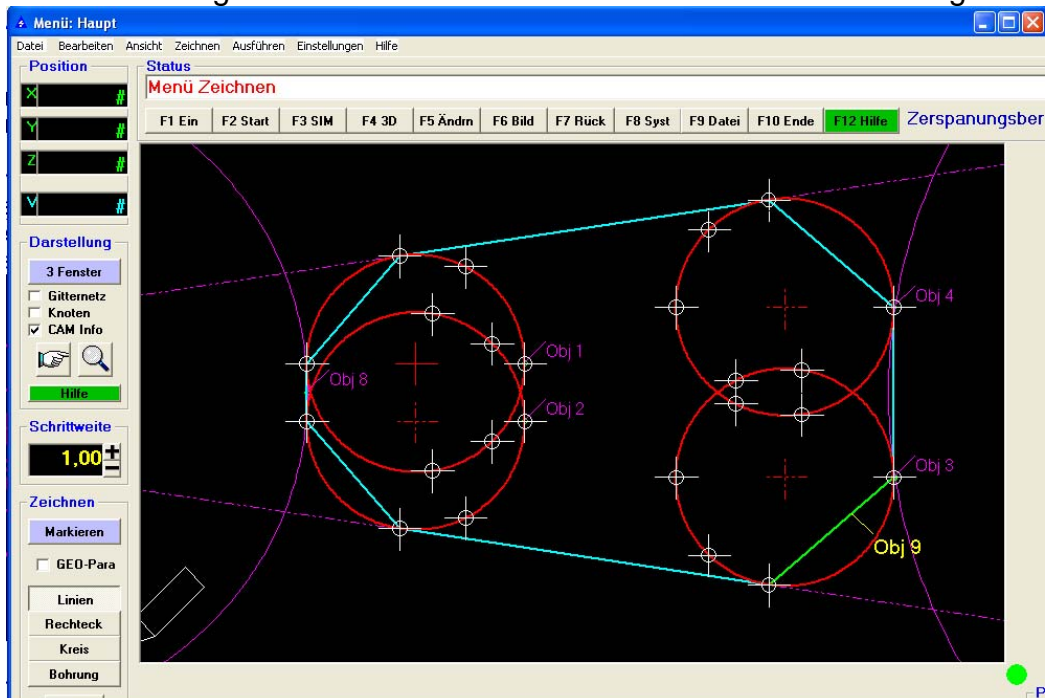 Menü: Haupt
Datei Bearbeiten Ansicht Zeichnen Ausführen Einstellungen Hilfe
Position
X #
Y #
Z #
V #
Status
Menü Zeichnen
F1 Ein F2 Start F3 SIM F4 3D F5 Ändrn F6 Bild F7 Rück F8 Syst F9 Datei F10 Ende F12 Hilfe Zerspanungsber
Darstellung
3 Fenster
Gitternetz
Knoten
CAM Info
Hilfe
Schrittweite
1,00
Zeichnen
Markieren
GEO-Para
Linien
Rechteck
Kreis
Bohrung
Obj 4
Obj 1
Obj 8
Obj 2
Obj 3
Obj 9
P